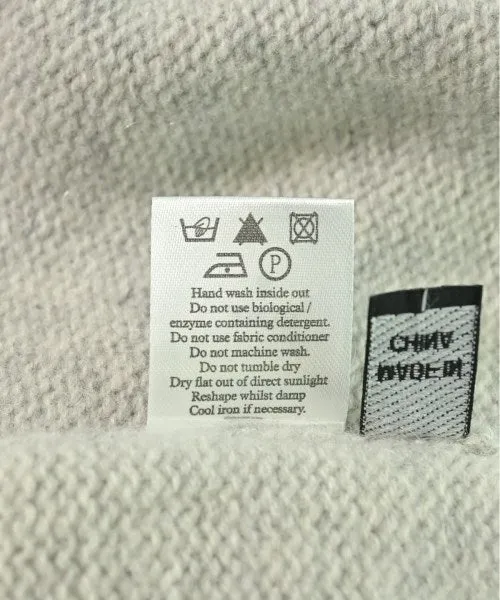 P
Hand wash inside out
Do not use biological /
enzyme containing detergent.
Do not use fabric conditioner
Do not machine wash.
Do not tumble dry
Dry flat out of direct sunlight
Reshape whilst damp
Cool iron if necessary.
MADE IN
CHINA